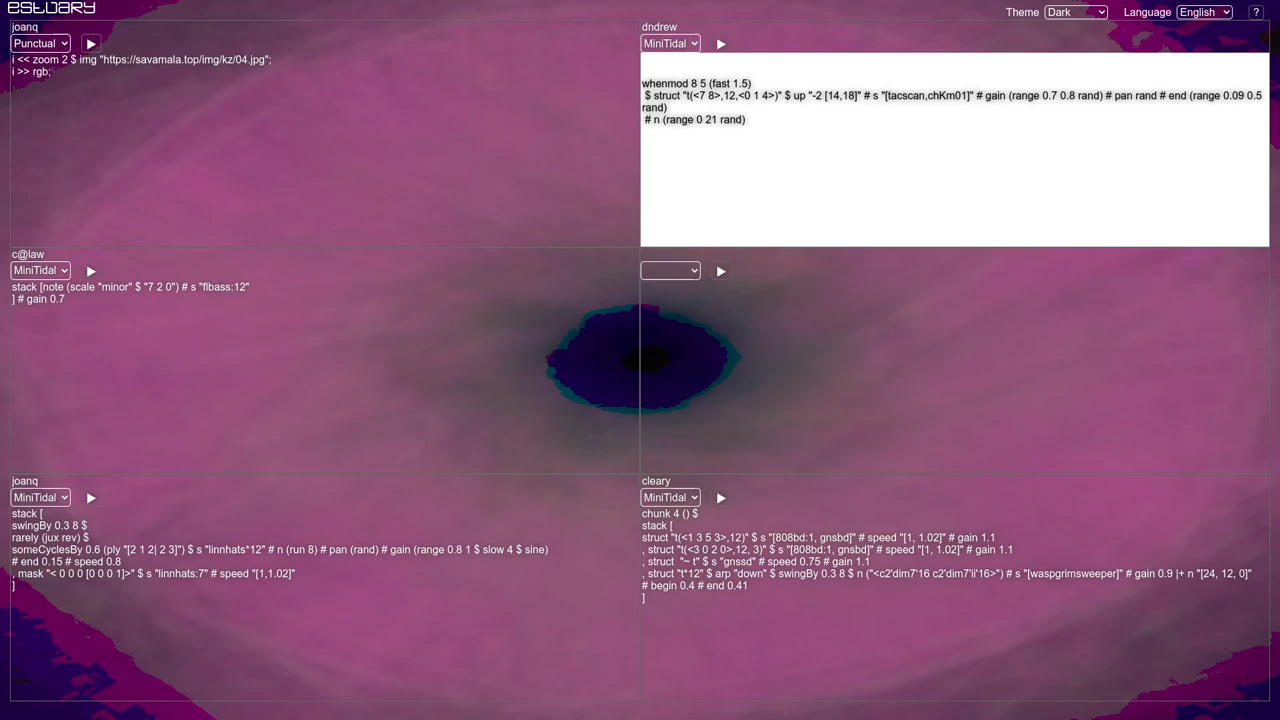 estuary
Theme Dark Language English ?
joanq
Punctual
i << zoom 2 $ img "https://savamala.top/img/kz/04.jpg";
i >> rgb;
dndrew
MiniTidal
whenmod 8 5 (fast 1.5)
$ struct "t(<7 8>,12,<0 1 4>)" $ up "-2 [14,18]" # s "[tacscan,chKm01]" # gain (range 0.7 0.8 rand) # pan rand # end (range 0.09 0.5
rand)
# n (range 0 21 rand)
c@law
MiniTidal
stack [note (scale "minor" $ "7 2 0") # s "flbass:12"
] # gain 0.7
joanq
MiniTidal
stack [
swingBy 0.3 8 $
rarely (jux rev) $
someCyclesBy 0.6 (ply "[2 1 2| 2 3]") $ s "linnhats*12" # n (run 8) # pan (rand) # gain (range 0.8 1 $ slow 4 $ sine)
# end 0.15 # speed 0.8
, mask "< 0 0 0 [0 0 0 1]>" $ s "linnhats:7" # speed "[1,1.02]"
]
cleary
MiniTidal
chunk 4 () $
stack [
struct "t(<1 3 5 3>,12)" $ s "[808bd:1, gnsbd]" # speed "[1, 1.02]" # gain 1.1
, struct "t(<3 0 2 0>,12, 3)" $ s "[808bd:1, gnsbd]" # speed "[1, 1.02]" # gain 1.1
, struct "~ t" $ s "gnssd" # speed 0.75 # gain 1.1
, struct "t*12" $ arp "down" $ swingBy 0.3 8 $ n ("<c2'dim7'16 c2'dim7'ii'16>") # s "[waspgrimsweeper]" # gain 0.9 |+ n "[24, 12, 0]"
# begin 0.4 # end 0.41
]